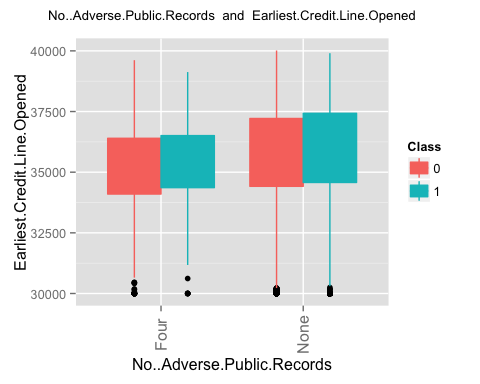 No..Adverse.Public.Records and Earliest.Credit.Line.Opened
40000
37500
35000
32500
30000
Earliest.Credit.Line.Opened
Four
None
No..Adverse.Public.Records
Class
0
1